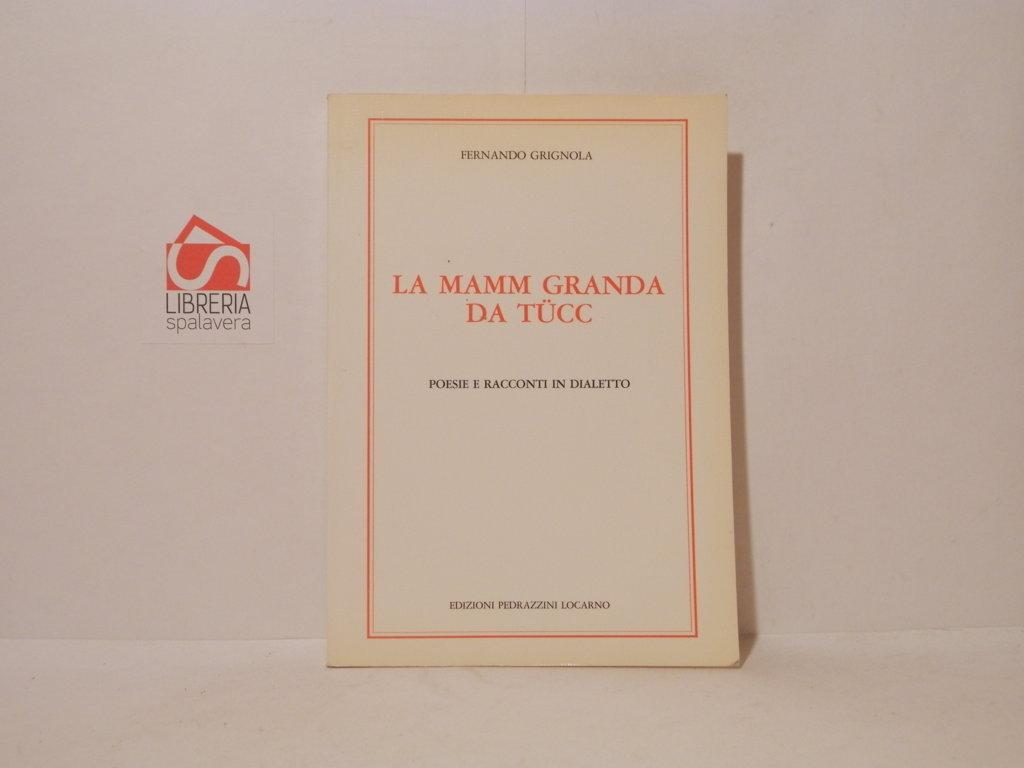 FERNANDO GRIGNOLA
LA MAMM GRANDA
DA TÜCC
POESIE E RACCONTI IN DIALETTO
EDIZIONI PEDRAZZINI LOCARNO
LIBRERIA
spalavera